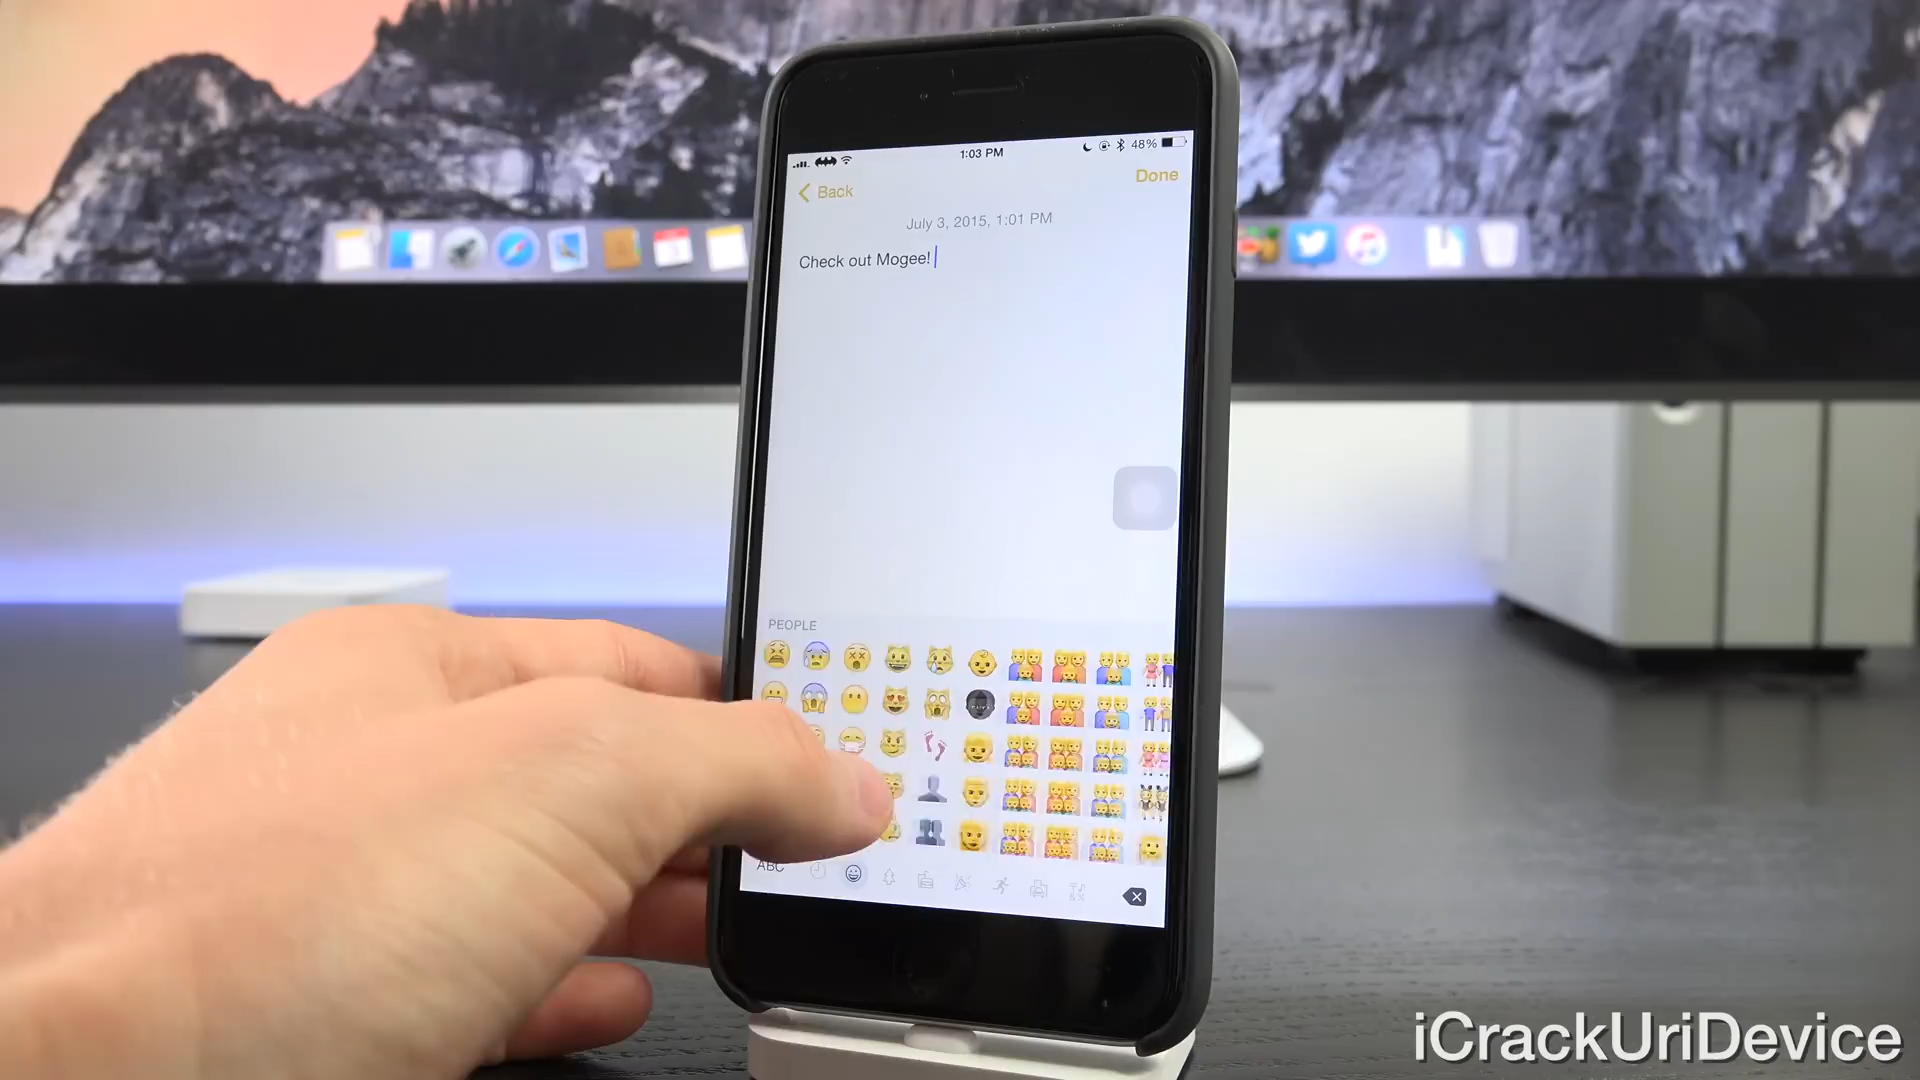 1:03 PM
48%
Back
Done
July 3, 2015, 1:01 PM
Check out Mogee!
PEOPLE
ABC
iCrackUriDevice